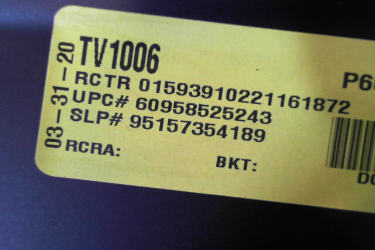 03-31-20
TV1006
RCTR 01593910221161872
UPC# 60958525243
SLP# 95157354189
RCRA:
BKT: